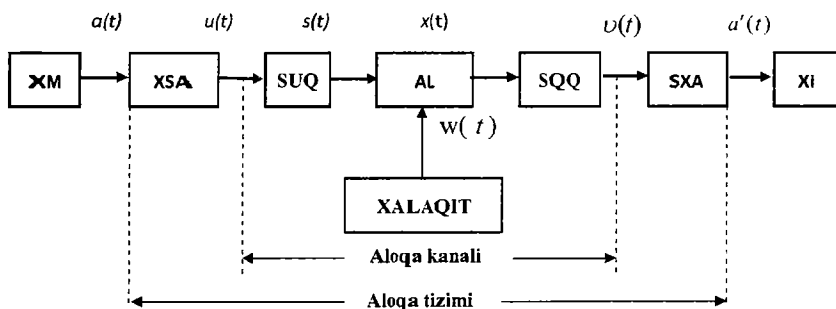 a(t) u(t) s(t) x(t) υ(t) a′(t)
XM XSA SUQ AL SQQ SXA XI
w( t )
XALAQIT
Aloqa kanali
Aloqa tizimi